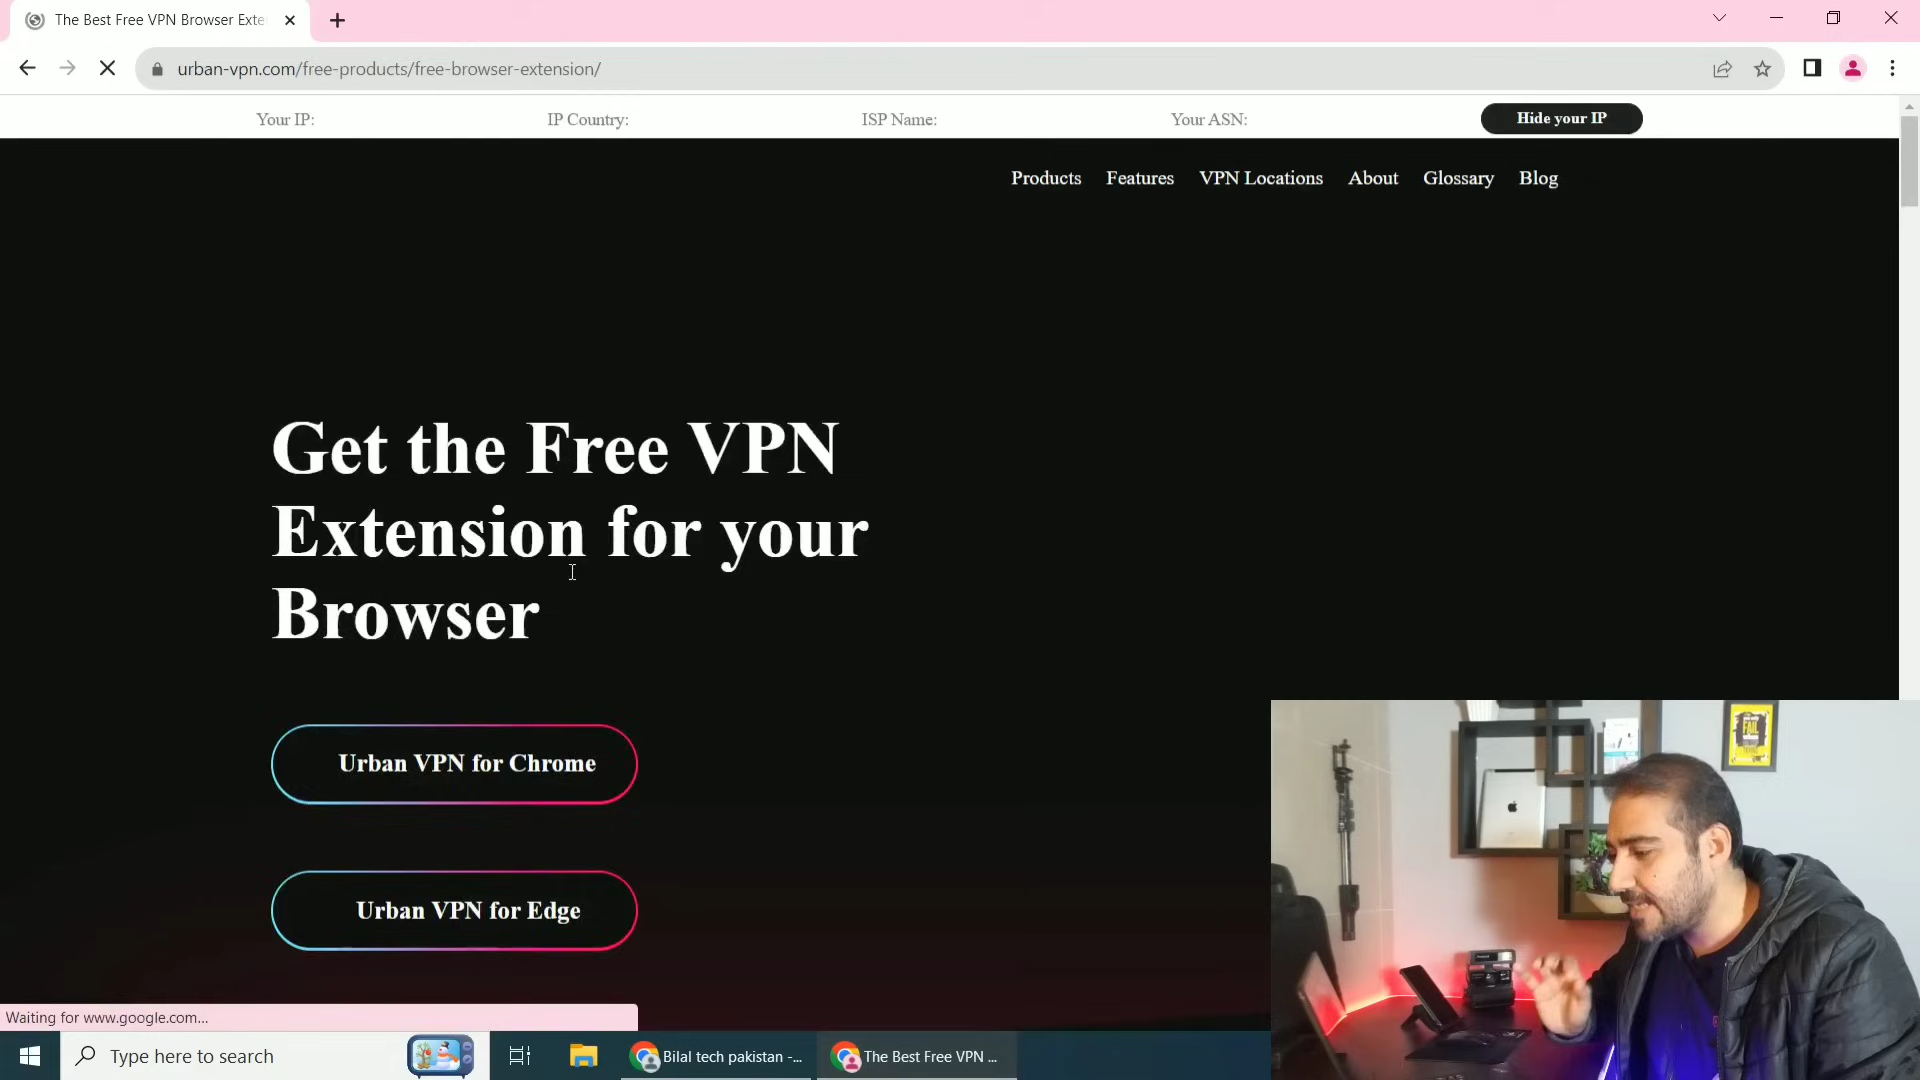 The Best Free VPN Browser Exte
urban-vpn.com/free-products/free-browser-extension/
Your IP:
IP Country:
ISP Name:
Your ASN:
Hide your IP
Products
Features
VPN Locations
About
Glossary
Blog
Get the Free VPN
Extension for your
Browser
Urban VPN for Chrome
Urban VPN for Edge
FAIL
Waiting for www.google.com...
Type here to search
Bilal tech pakistan -...
The Best Free VPN ...